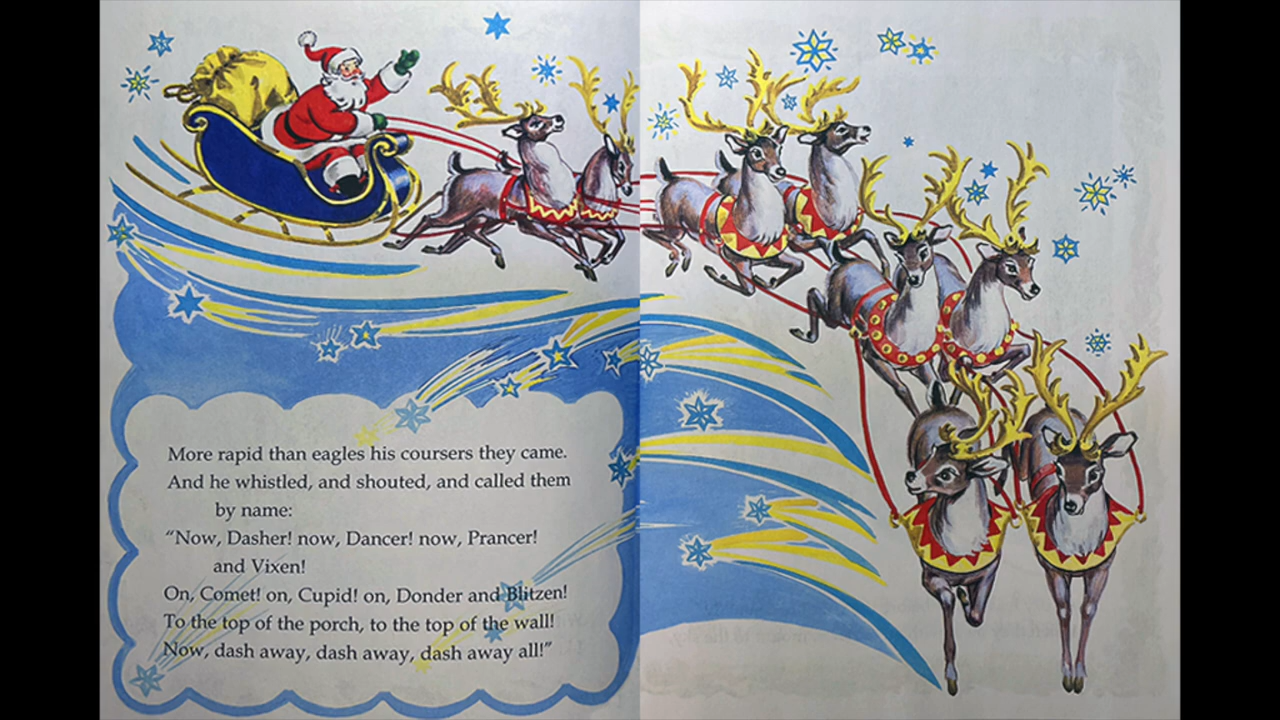 More rapid than eagles his coursers they came.
And he whistled, and shouted, and called them
by name:
“Now, Dasher! now, Dancer! now, Prancer!
and Vixen!
On, Comet! on, Cupid! on, Donder and Blitzen!
To the top of the porch, to the top of the wall!
Now, dash away, dash away, dash away all!”